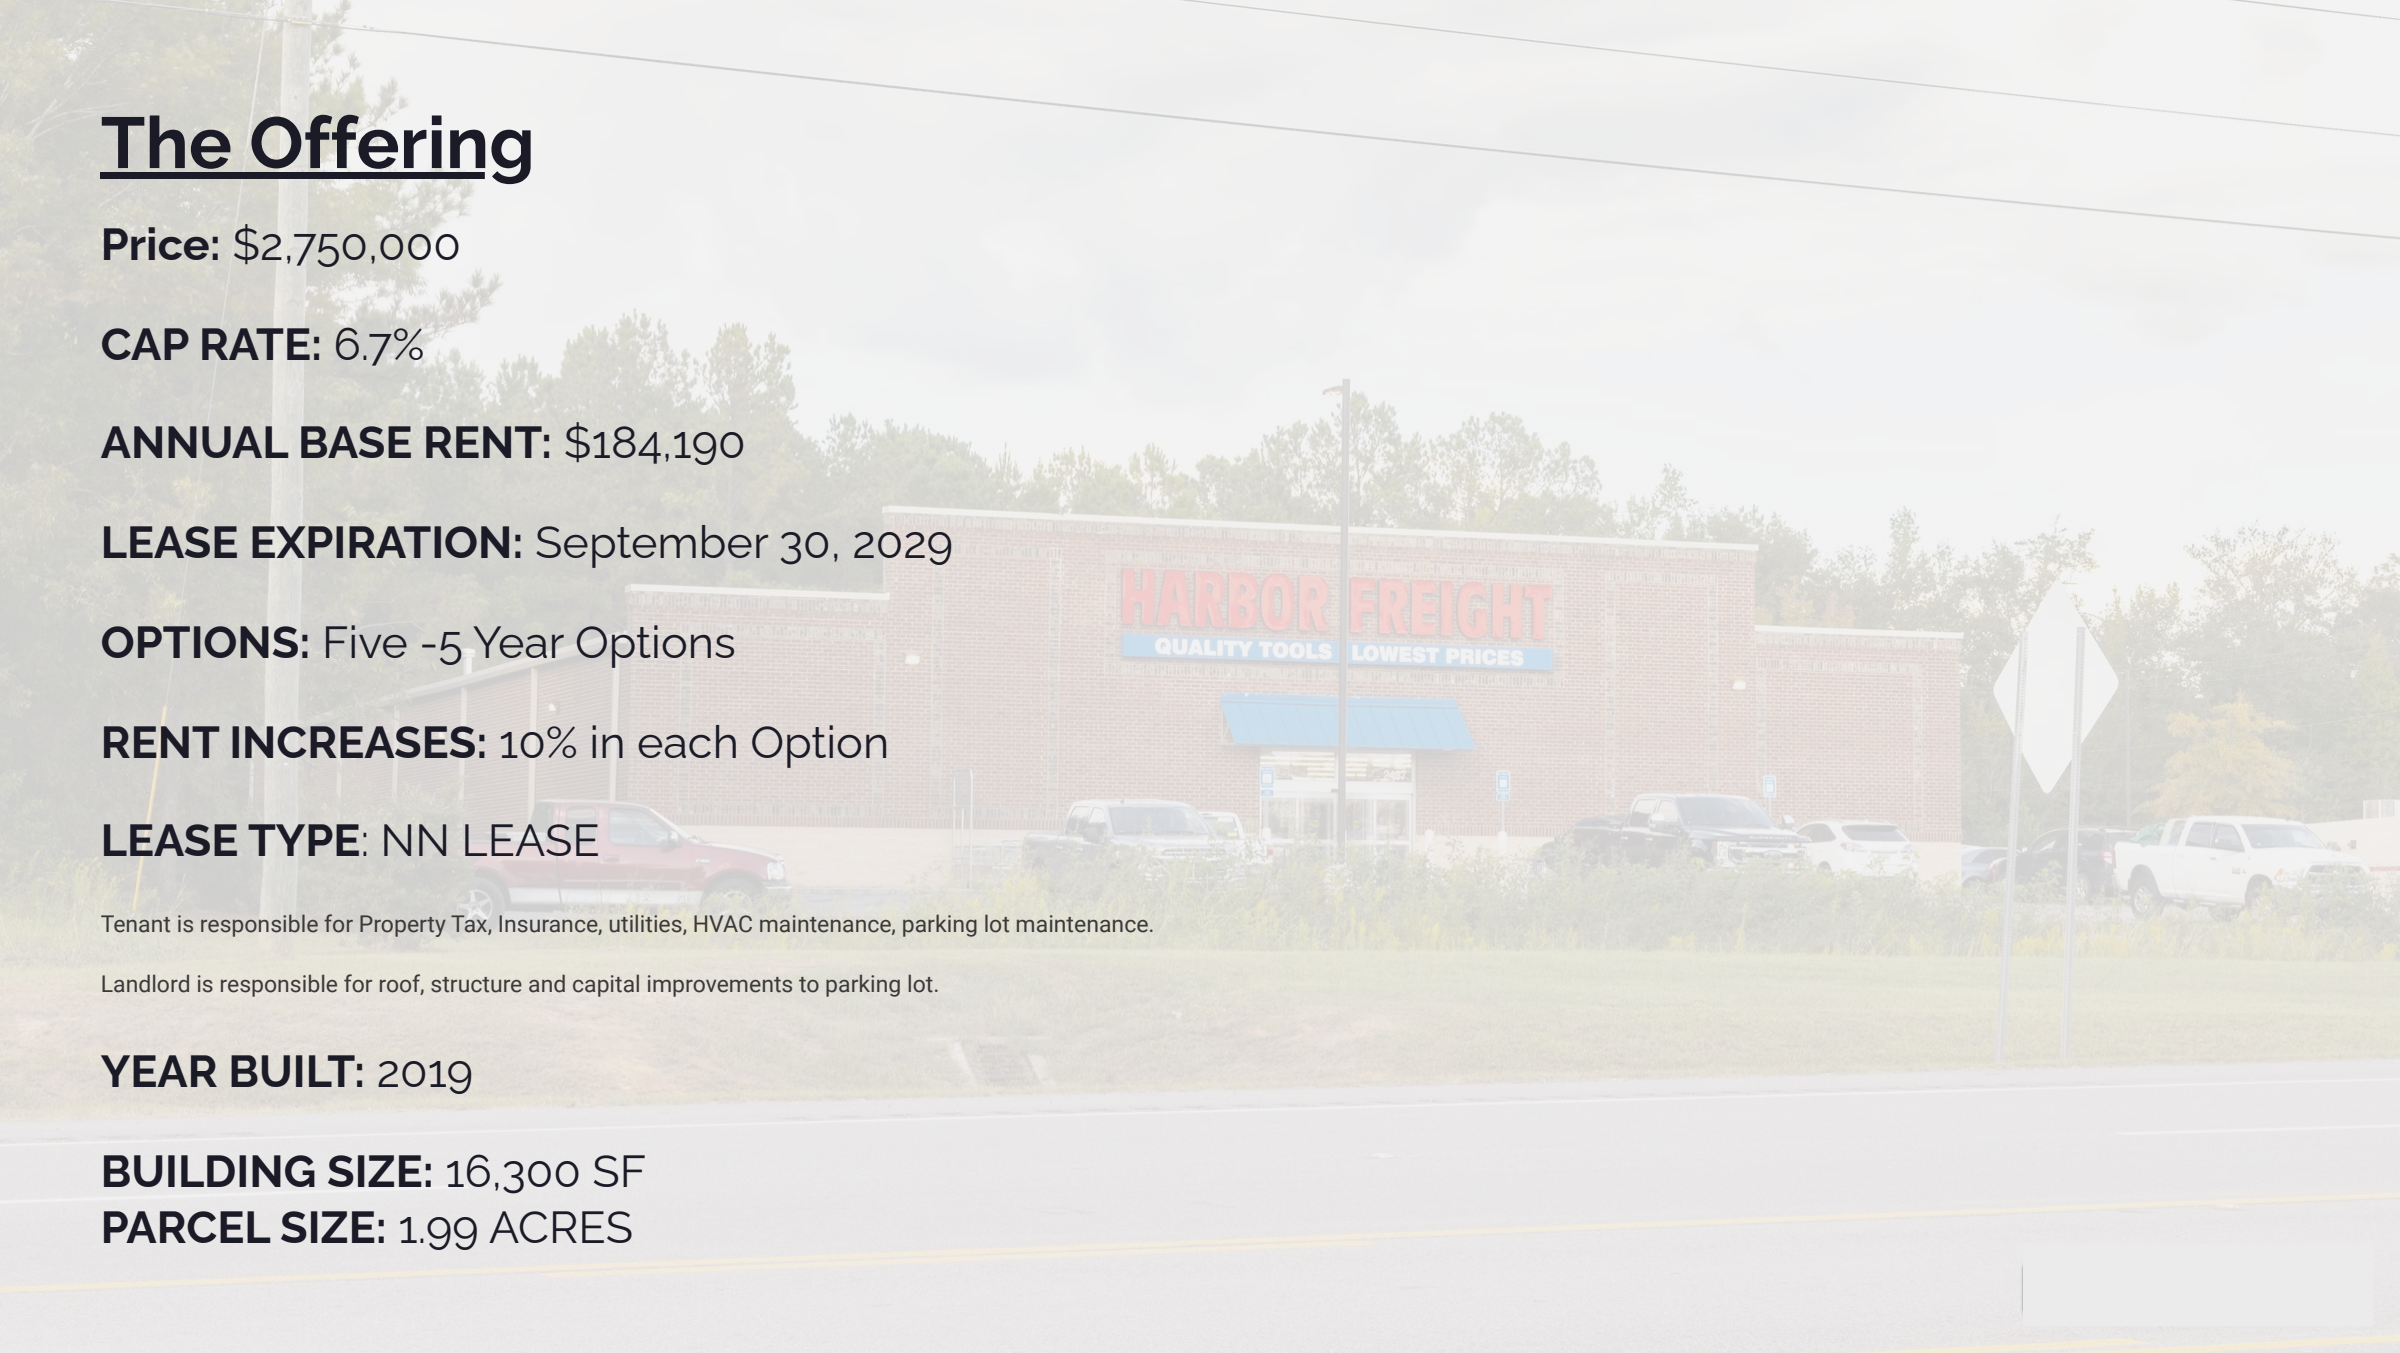 The Offering
Price: $2,750,000
CAP RATE: 6.7%
ANNUAL BASE RENT: $184,190
LEASE EXPIRATION: September 30, 2029
OPTIONS: Five -5 Year Options
RENT INCREASES: 10% in each Option
LEASE TYPE: NN LEASE
Tenant is responsible for Property Tax, Insurance, utilities, HVAC maintenance, parking lot maintenance.
Landlord is responsible for roof, structure and capital improvements to parking lot.
YEAR BUILT: 2019
BUILDING SIZE: 16,300 SF
PARCEL SIZE: 1.99 ACRES
HARBOR FREIGHT
QUALITY TOOLS LOWEST PRICES